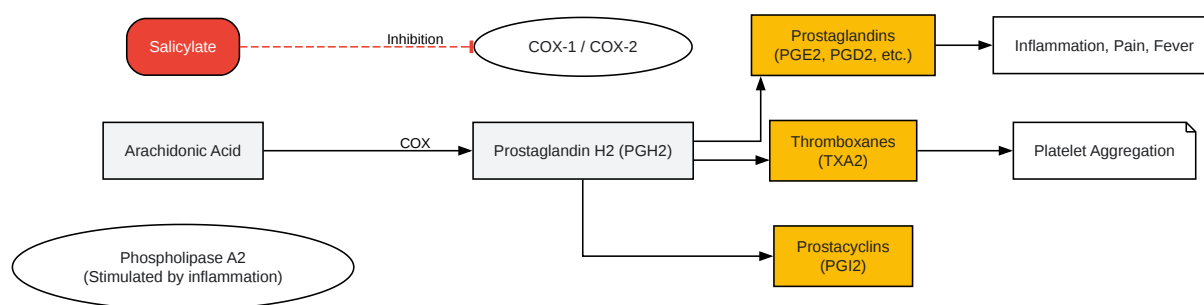 Salicylate
Inhibition
COX-1 / COX-2
Prostaglandins
(PGE2, PGD2, etc.)
Inflammation, Pain, Fever
Arachidonic Acid
COX
Prostaglandin H2 (PGH2)
Thromboxanes
(TXA2)
Platelet Aggregation
Phospholipase A2
(Stimulated by inflammation)
Prostacyclins
(PGI2)